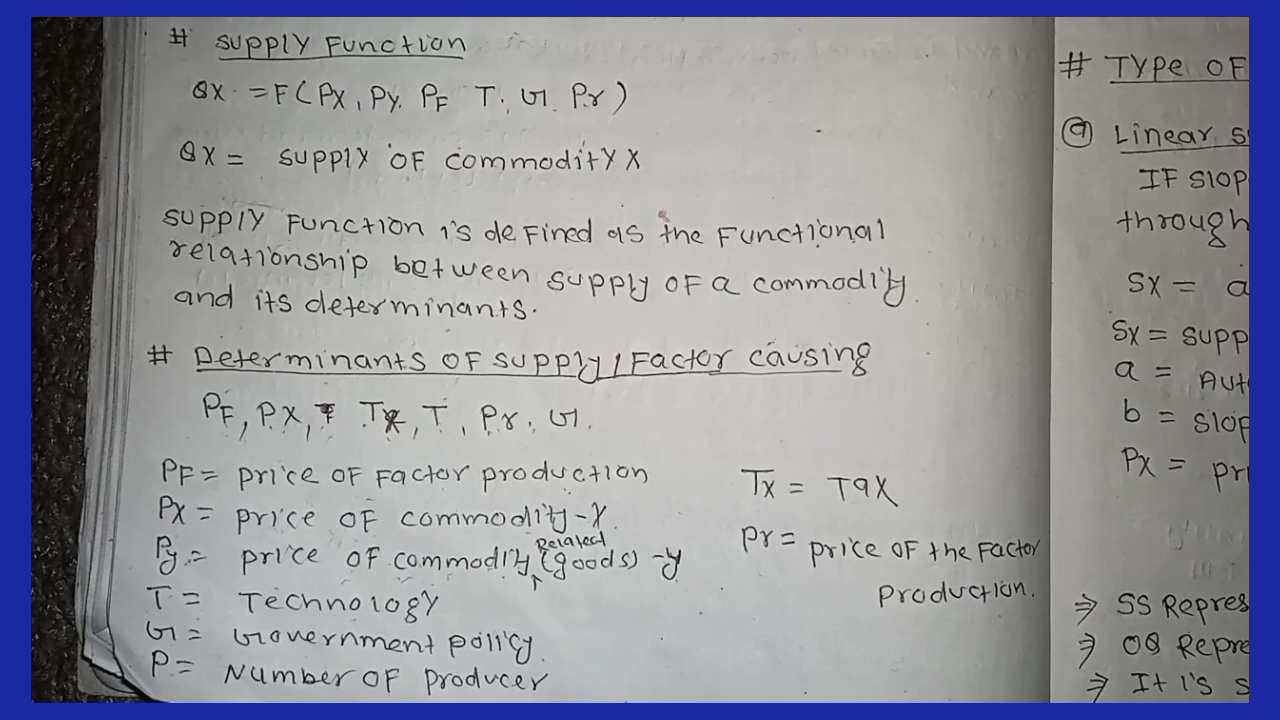 # Supply Function
QX = F(PX, PY. PF T. G. Pr)
QX = supply OF commodity X
Supply Function is defined as the Functional
relationship between supply OF a commodity
and its determinants.
# Determinants OF supply / Factor causing
PF, PX, Tx, T, Pr, G.
PF = price OF Factor production
PX = price OF commodity-X.
Related
Py = price OF commodity (goods) -y
T = Technology
G = Government policy.
P = Number OF producer
Tx = Tax
Pr = price OF the Factor
production.
# TYPE OF
(a) Linear s
IF slop
through
SX = a
SX = supp
a = Aut
b = slop
PX = pri
⇒ SS Repres
⇒ OQ Repre
⇒ It is s